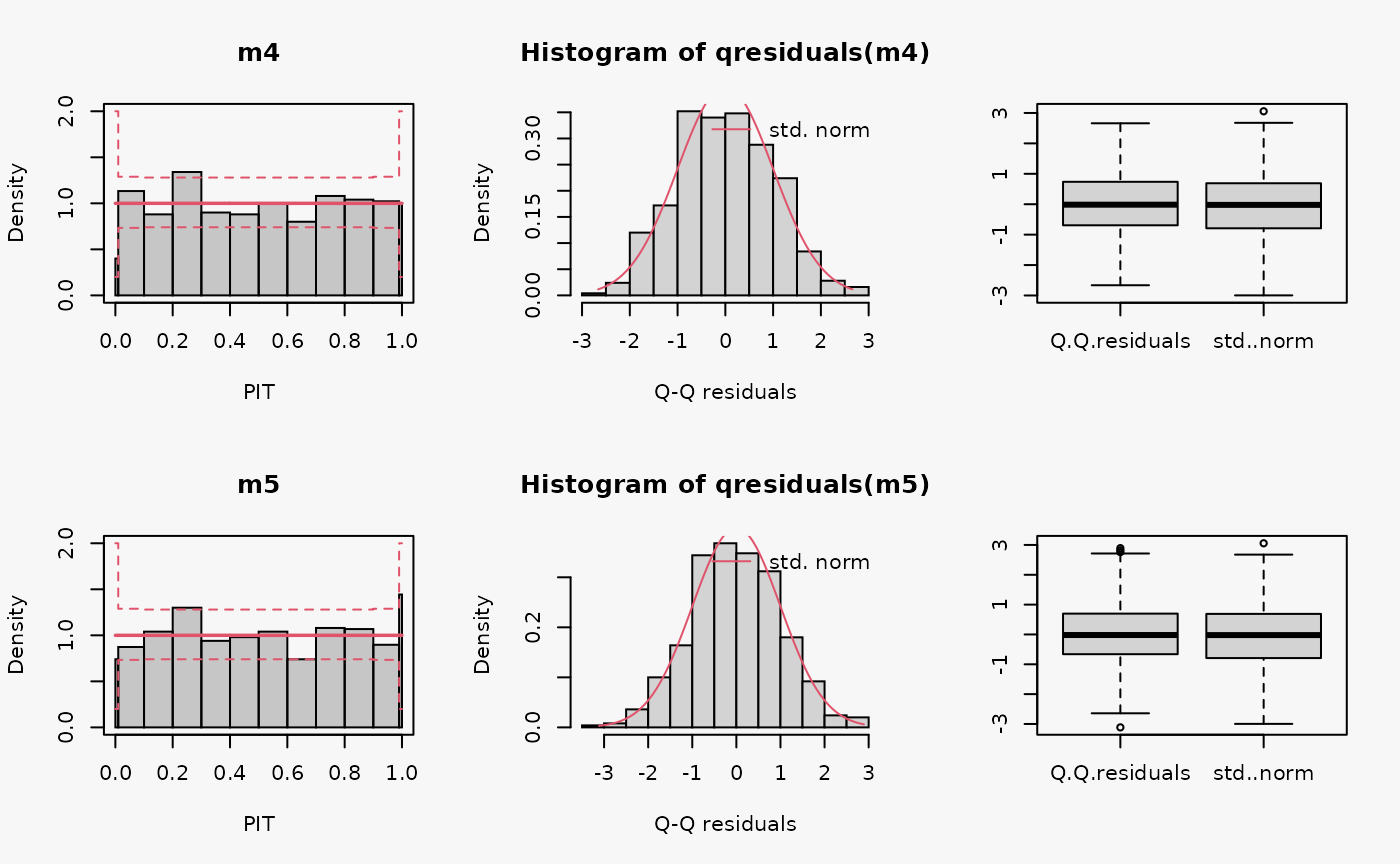 m4
Density
0.0
1.0
2.0
0.0 0.2 0.4 0.6 0.8 1.0
PIT
Histogram of qresiduals(m4)
Density
0.00
0.15
0.30
std. norm
-3 -2 -1 0 1 2 3
Q-Q residuals
-3
-1
1
3
Q.Q.residuals std..norm
m5
Density
0.0
1.0
2.0
0.0 0.2 0.4 0.6 0.8 1.0
PIT
Histogram of qresiduals(m5)
Density
0.0
0.2
std. norm
-3 -2 -1 0 1 2 3
Q-Q residuals
-3
-1
1
3
Q.Q.residuals std..norm